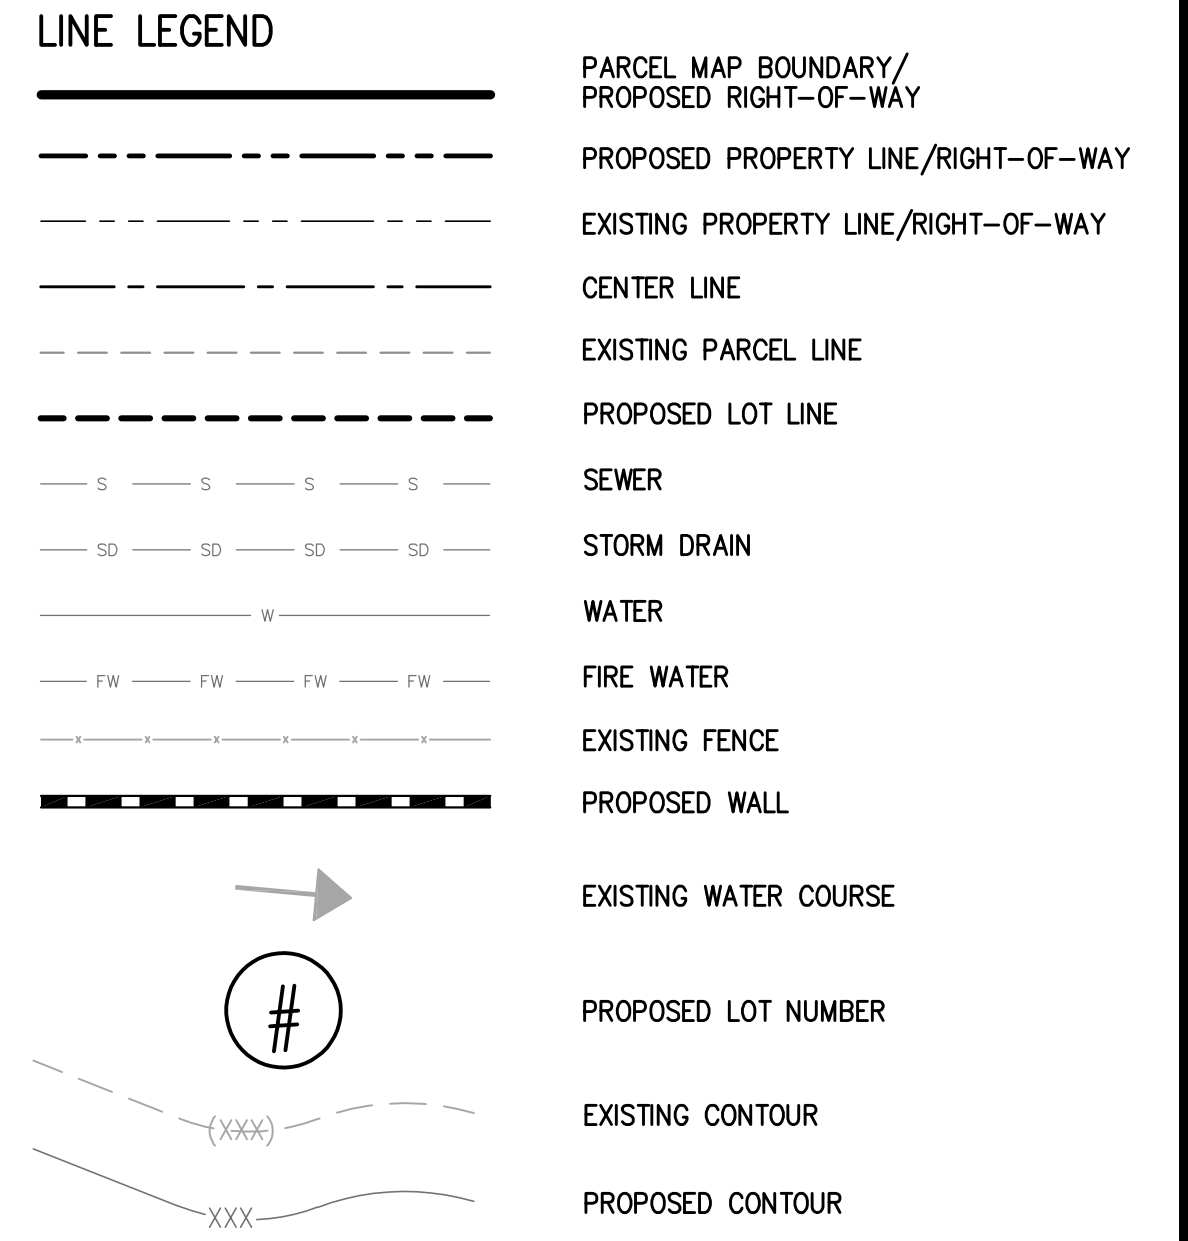 LINE LEGEND
PARCEL MAP BOUNDARY/
PROPOSED RIGHT-OF-WAY
PROPOSED PROPERTY LINE/RIGHT-OF-WAY
EXISTING PROPERTY LINE/RIGHT-OF-WAY
CENTER LINE
EXISTING PARCEL LINE
PROPOSED LOT LINE
S S S S SEWER
SD SD SD SD STORM DRAIN
W WATER
FW FW FW FW FIRE WATER
x x x x x x EXISTING FENCE
PROPOSED WALL
EXISTING WATER COURSE
# PROPOSED LOT NUMBER
(XXX) EXISTING CONTOUR
XXX PROPOSED CONTOUR